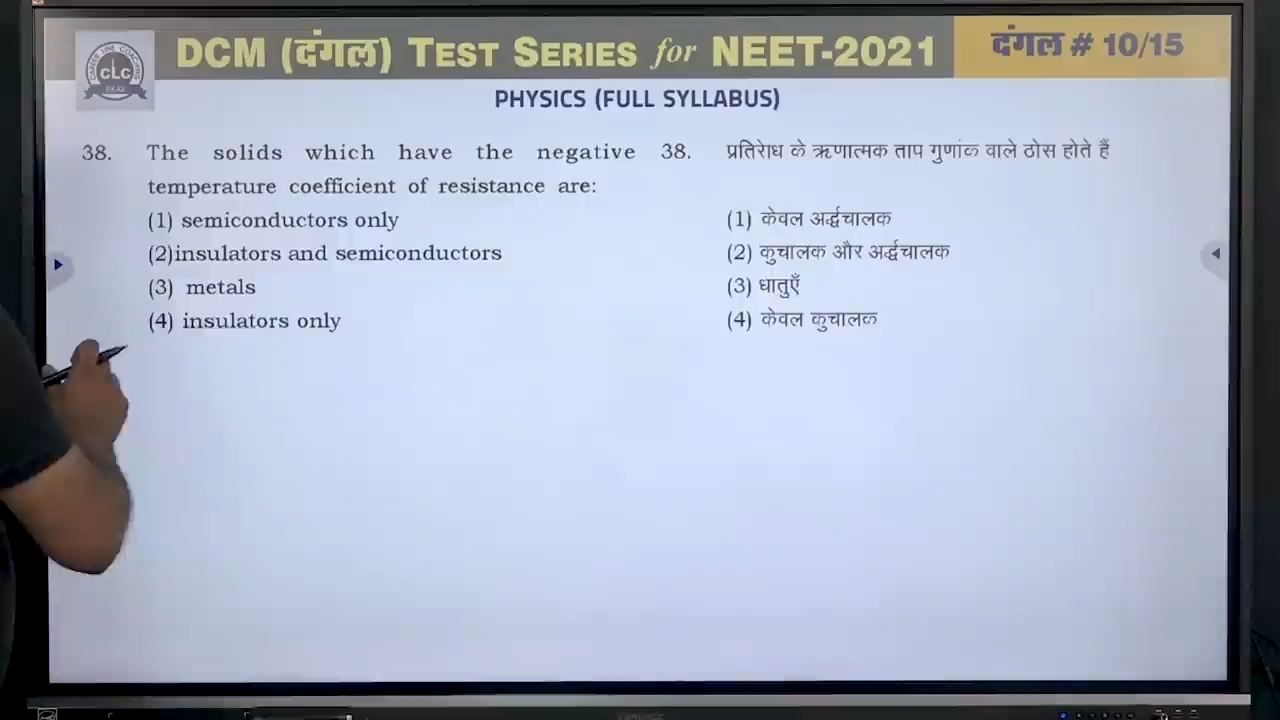 DCM (दंगल) TEST SERIES for NEET-2021
दंगल # 10/15
CLC
PHYSICS (FULL SYLLABUS)
38. The solids which have the negative
temperature coefficient of resistance are:
(1) semiconductors only
(2)insulators and semiconductors
(3) metals
(4) insulators only
38. प्रतिरोध के ऋणात्मक ताप गुणांक वाले ठोस होते हैं
(1) केवल अर्द्धचालक
(2) कुचालक और अर्द्धचालक
(3) धातुएँ
(4) केवल कुचालक